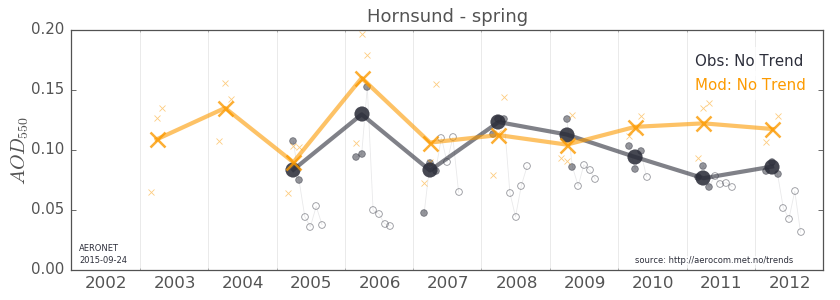 Hornsund - spring
0.20
0.15
0.10
0.05
0.00
AOD550
Obs: No Trend
Mod: No Trend
AERONET
2015-09-24
source: http://aerocom.met.no/trends
2002 2003 2004 2005 2006 2007 2008 2009 2010 2011 2012